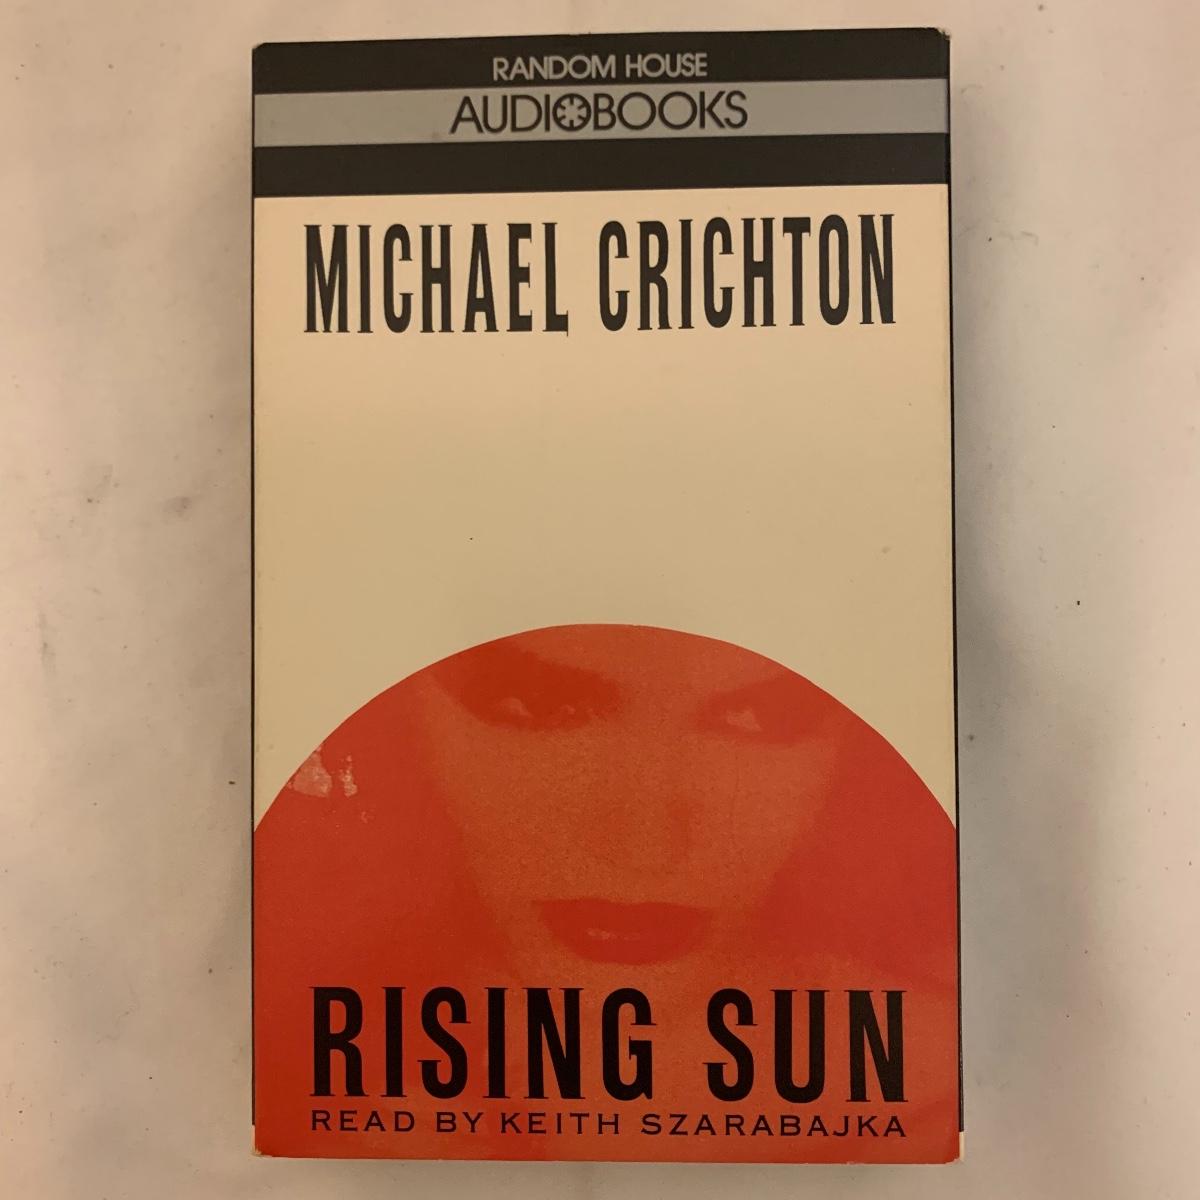 RANDOM HOUSE
AUDIOBOOKS
MICHAEL CRICHTON
RISING SUN
READ BY KEITH SZARABAJKA